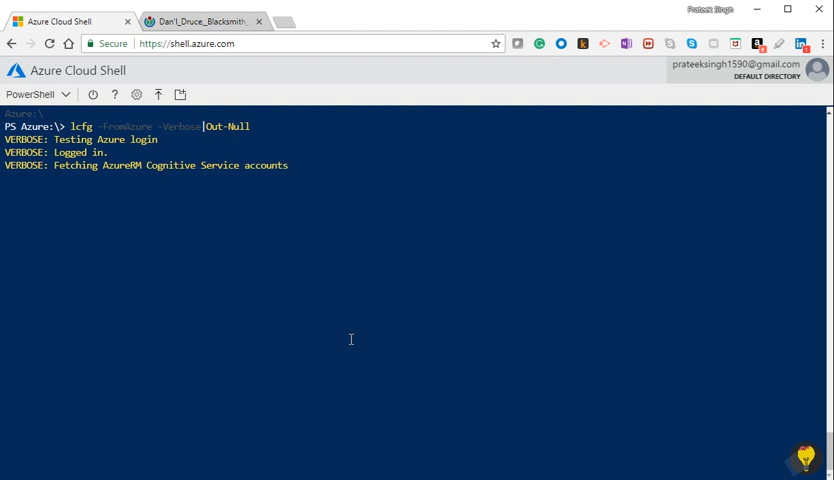 Prateek Singh
Azure Cloud Shell
Dan'l_Druce,_Blacksmith_
Secure
https://shell.azure.com
Azure Cloud Shell
prateeksingh1590@gmail.com
DEFAULT DIRECTORY
PowerShell
Azure:\
PS Azure:\> lcfg -FromAzure -Verbose|Out-Null
VERBOSE: Testing Azure login
VERBOSE: Logged in.
VERBOSE: Fetching AzureRM Cognitive Service accounts